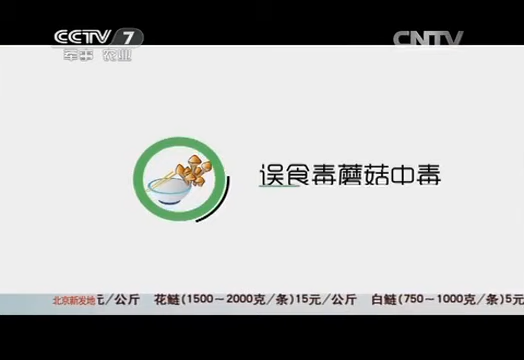 CCTV 7
军事 农业
CNTV
误食毒蘑菇中毒
北京新发地 元/公斤 花鲢(1500~2000克/条)15元/公斤 白鲢(750~1000克/条)5元